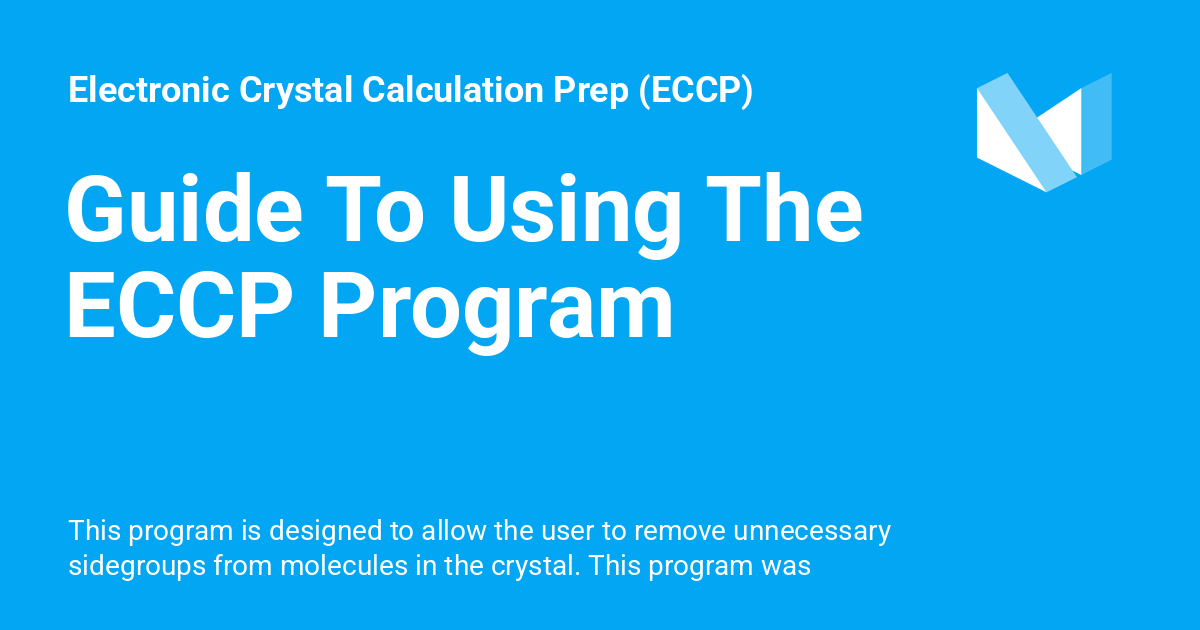 Electronic Crystal Calculation Prep (ECCP)
Guide To Using The
ECCP Program
This program is designed to allow the user to remove unnecessary
sidegroups from molecules in the crystal. This program was